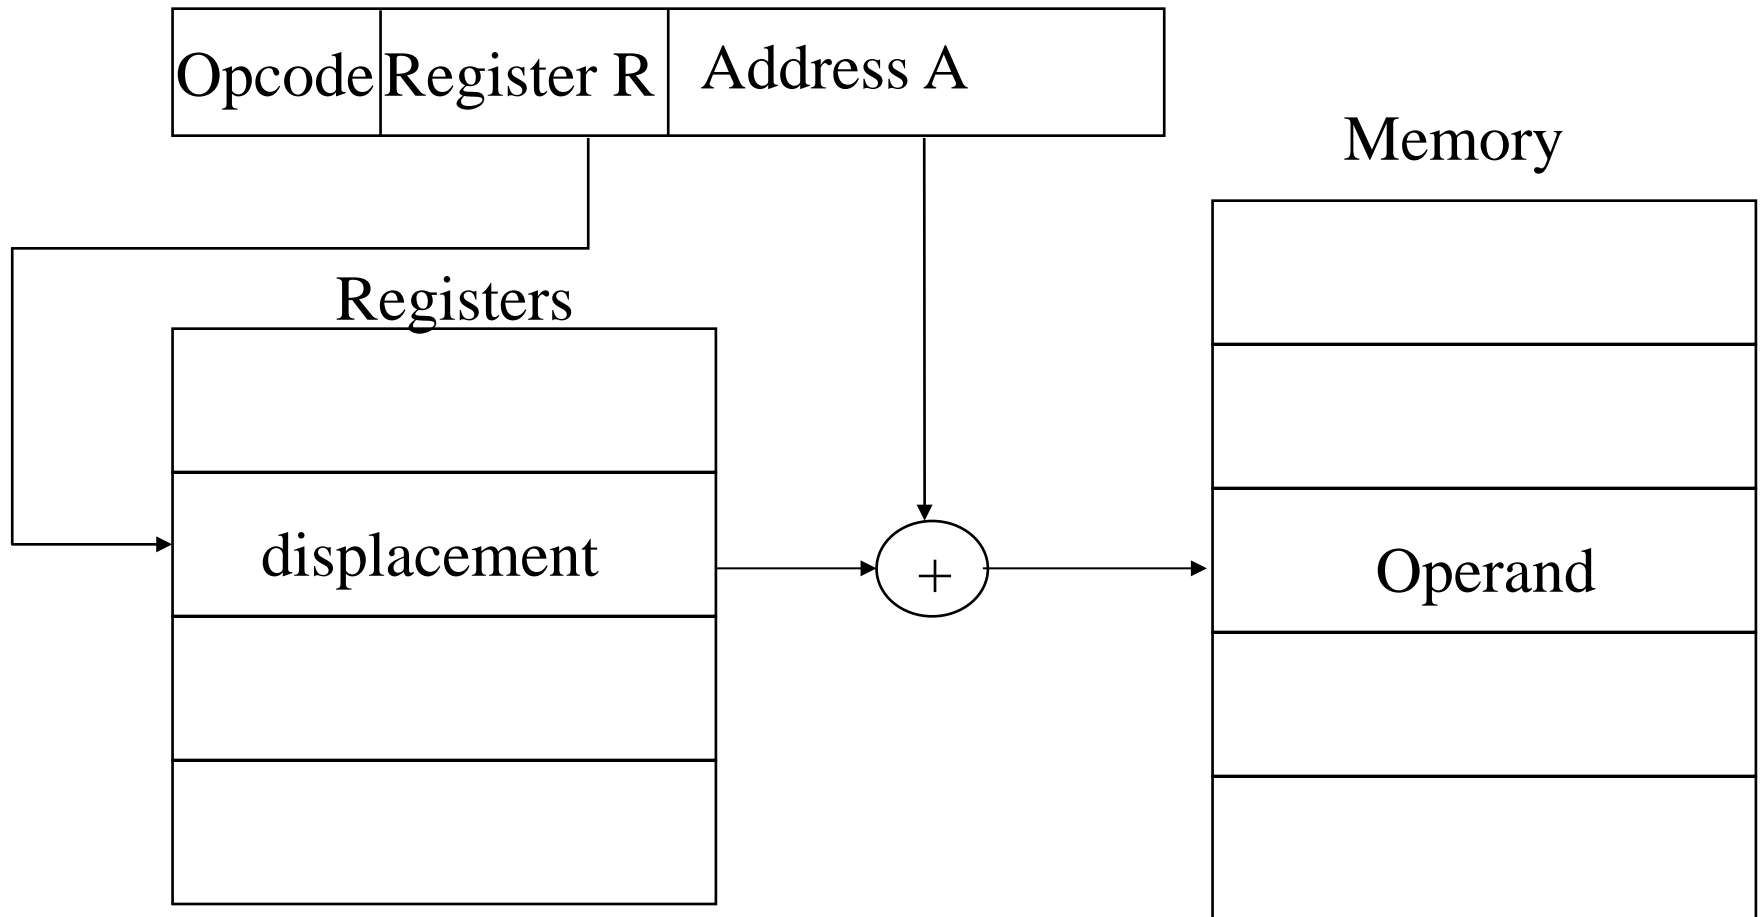 Opcode Register R Address A
Memory
Registers
displacement
+
Operand